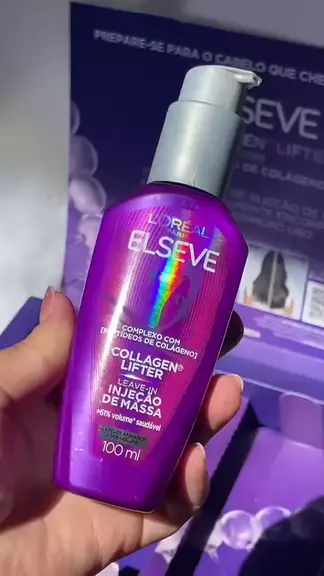 PREPARE-SE PARA O CABELO QUE CHE
SEVE
LIFTER
DE COLÁGENO
L'ORÉAL
PARIS
ELSEVE
COMPLEXO COM
[PEPTÍDEOS DE COLÁGENO]
COLLAGEN®
LIFTER
LEAVE-IN
INJEÇÃO
DE MASSA
+61% volume* saudável
100 ml